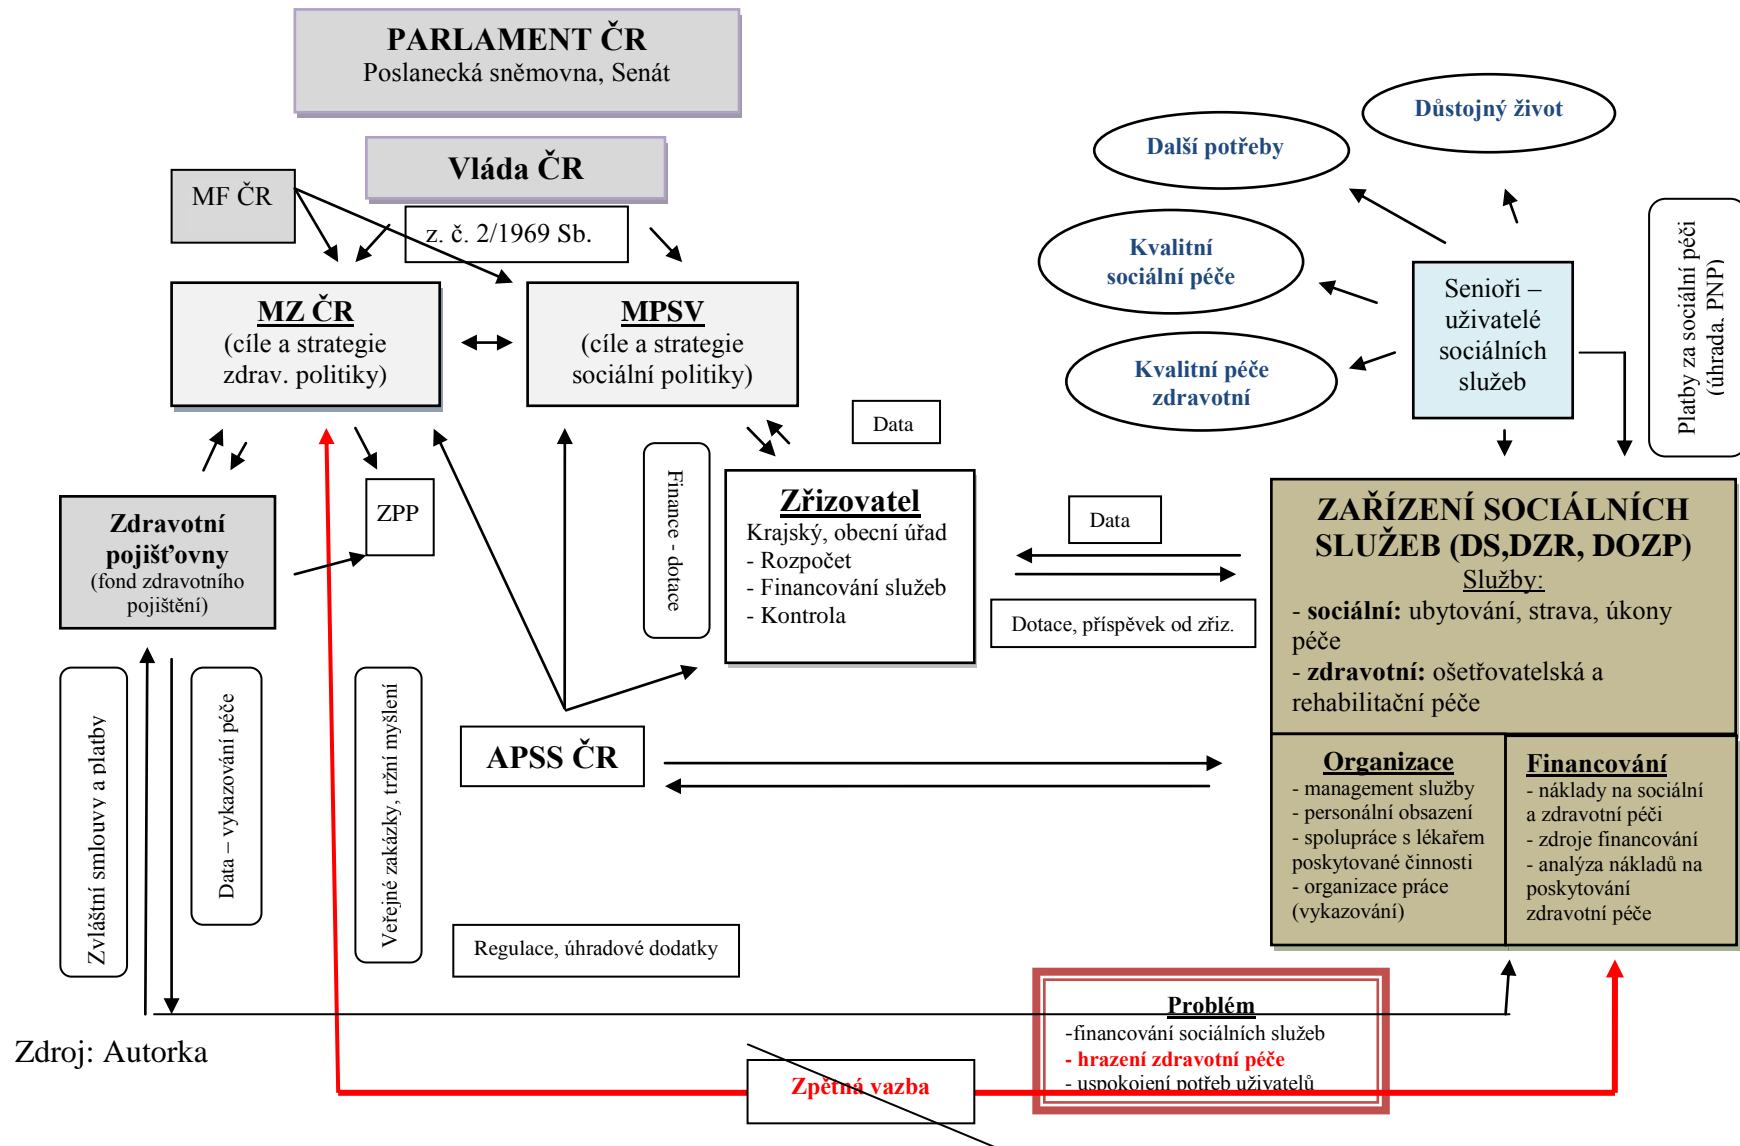 PARLAMENT ČR
Poslanecká sněmovna, Senát
Vláda ČR
MF ČR
z. č. 2/1969 Sb.
MZ ČR
(cíle a strategie
zdrav. politiky)
MPSV
(cíle a strategie
sociální politiky)
Důstojný život
Další potřeby
Kvalitní
sociální péče
Kvalitní péče
zdravotní
Senioři –
uživatelé
sociálních
služeb
Platby za sociální péči
(úhrada. PNP)
Data
Finance - dotace
Zdravotní
pojišťovny
(fond zdravotního
pojištění)
ZPP
Zřizovatel
Krajský, obecní úřad
- Rozpočet
- Financování služeb
- Kontrola
Data
Dotace, příspěvek od zřiz.
ZAŘÍZENÍ SOCIÁLNÍCH
SLUŽEB (DS,DZR, DOZP)
Služby:
- sociální: ubytování, strava, úkony
péče
- zdravotní: ošetřovatelská a
rehabilitační péče
Organizace
- management služby
- personální obsazení
- spolupráce s lékařem
poskytované činnosti
- organizace práce
(vykazování)
Financování
- náklady na sociální
a zdravotní péči
- zdroje financování
- analýza nákladů na
poskytování
zdravotní péče
Zvláštní smlouvy a platby
Data – vykazování péče
Veřejné zakázky, tržní myšlení
APSS ČR
Regulace, úhradové dodatky
Problém
-financování sociálních služeb
- hrazení zdravotní péče
- uspokojení potřeb uživatelů
Zpětná vazba
Zdroj: Autorka